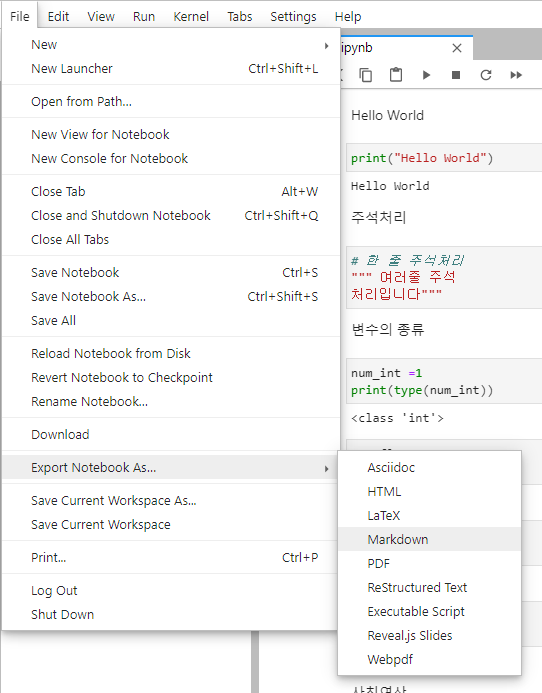 File Edit View Run Kernel Tabs Settings Help
New
New Launcher Ctrl+Shift+L
Open from Path...
New View for Notebook
New Console for Notebook
Close Tab Alt+W
Close and Shutdown Notebook Ctrl+Shift+Q
Close All Tabs
Save Notebook Ctrl+S
Save Notebook As... Ctrl+Shift+S
Save All
Reload Notebook from Disk
Revert Notebook to Checkpoint
Rename Notebook...
Download
Export Notebook As...
Save Current Workspace As...
Save Current Workspace
Print... Ctrl+P
Log Out
Shut Down
Asciidoc
HTML
LaTeX
Markdown
PDF
ReStructured Text
Executable Script
Reveal.js Slides
Webpdf
ipynb
Hello World
print("Hello World")
Hello World
주석처리
# 한 줄 주석처리
""" 여러줄 주석
처리입니다"""
변수의 종류
num_int =1
print(type(num_int))
<class 'int'>